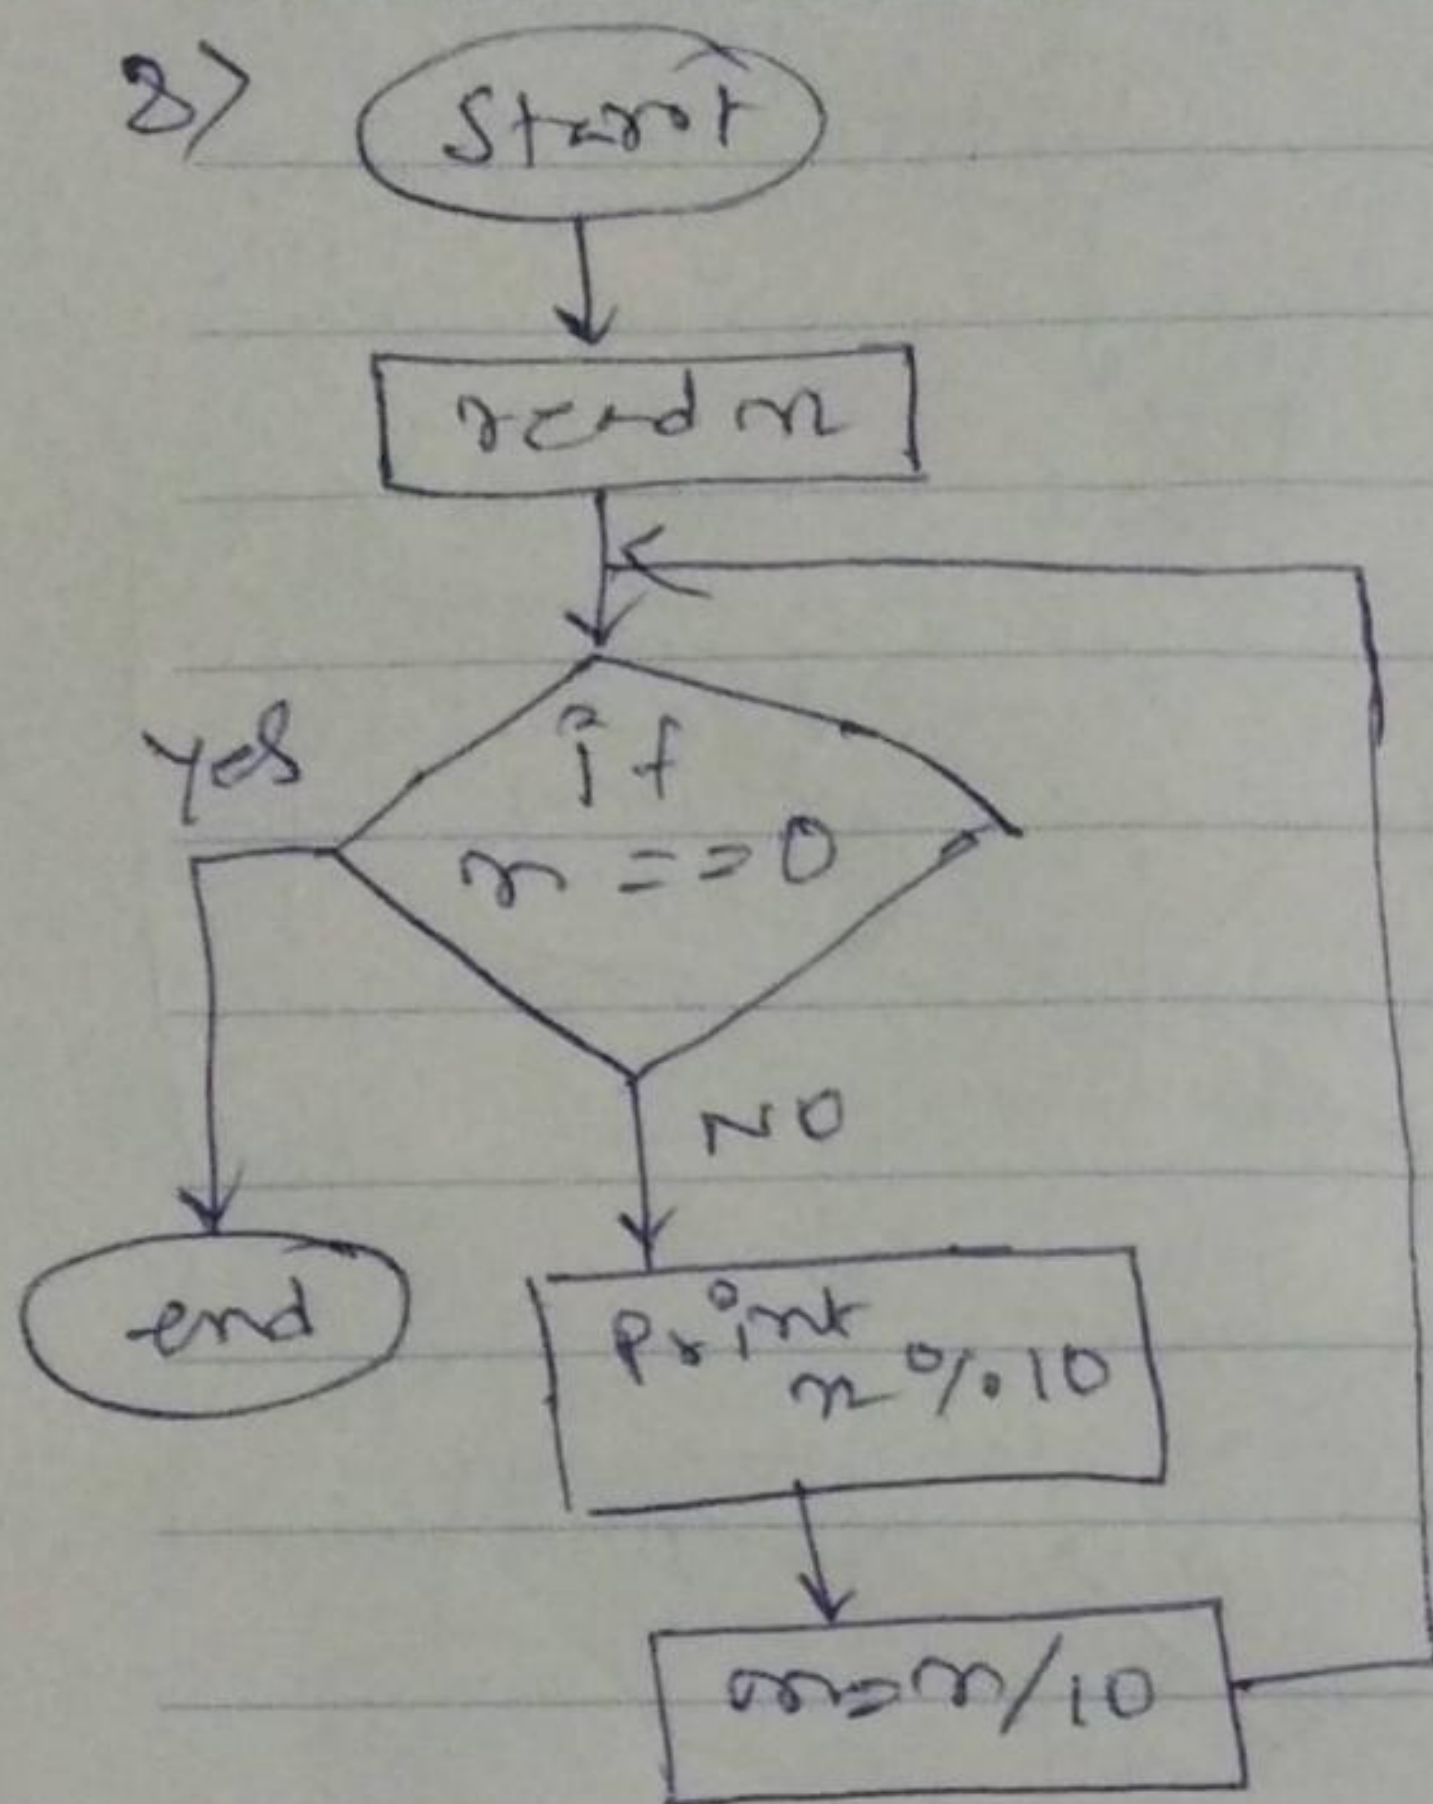 8>
Start
read n
if
n == 0
yes
NO
end
Print
n % 10
n=n/10